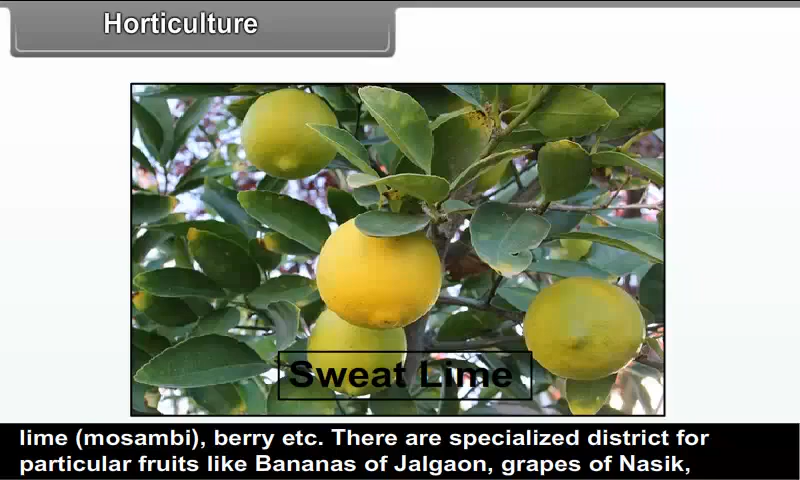 Horticulture
Sweat Lime
lime (mosambi), berry etc. There are specialized district for
particular fruits like Bananas of Jalgaon, grapes of Nasik,